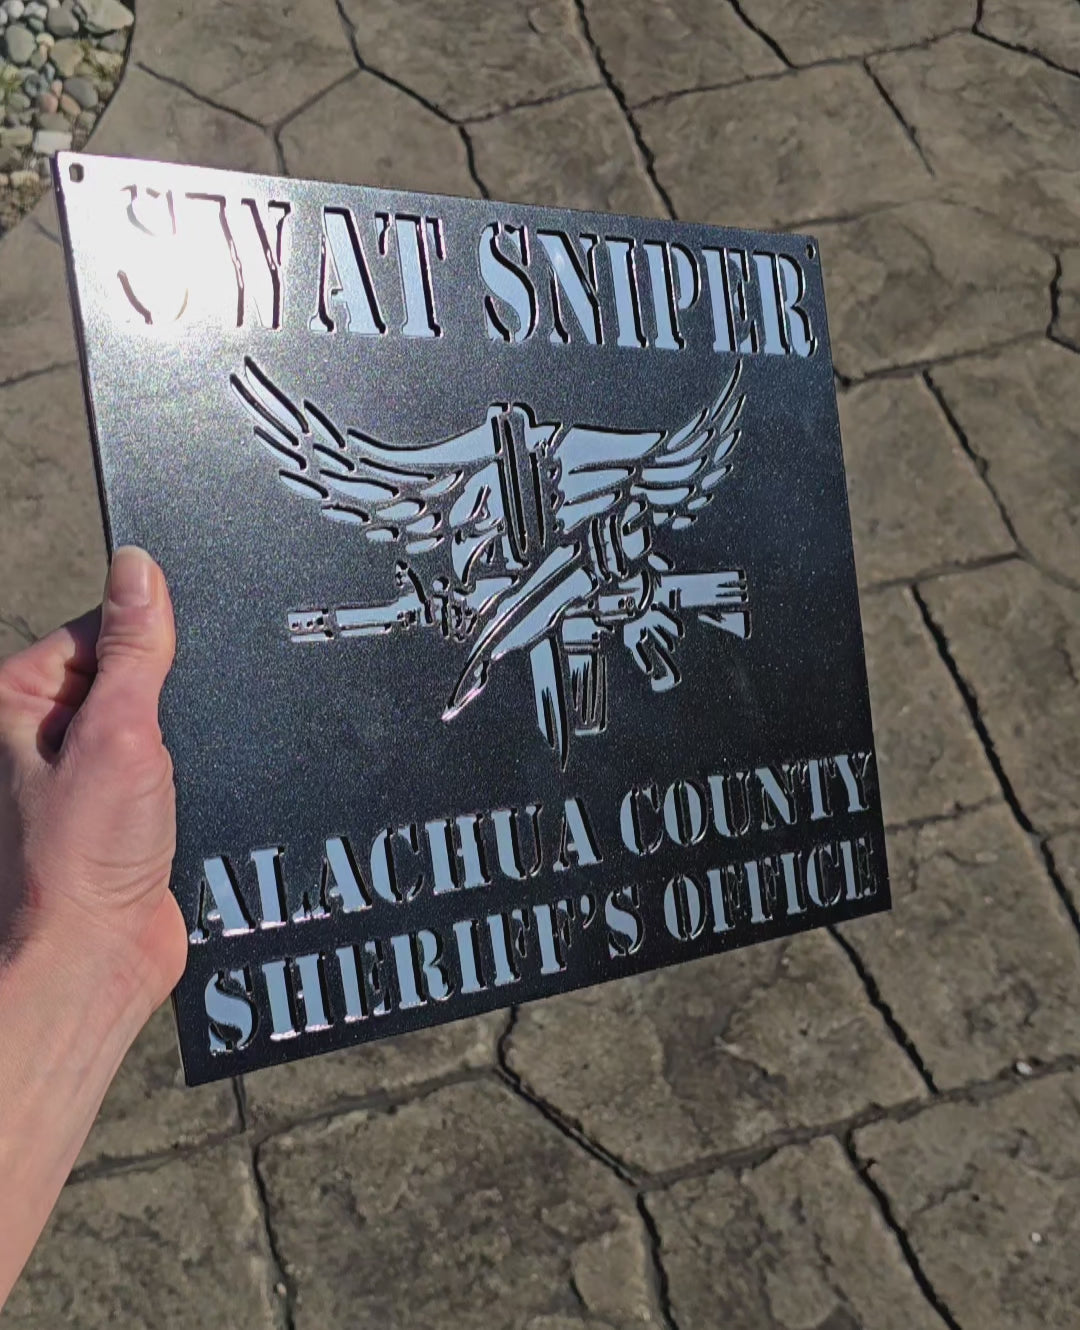 SWAT SNIPER
ALACHUA COUNTY
SHERIFF'S OFFICE